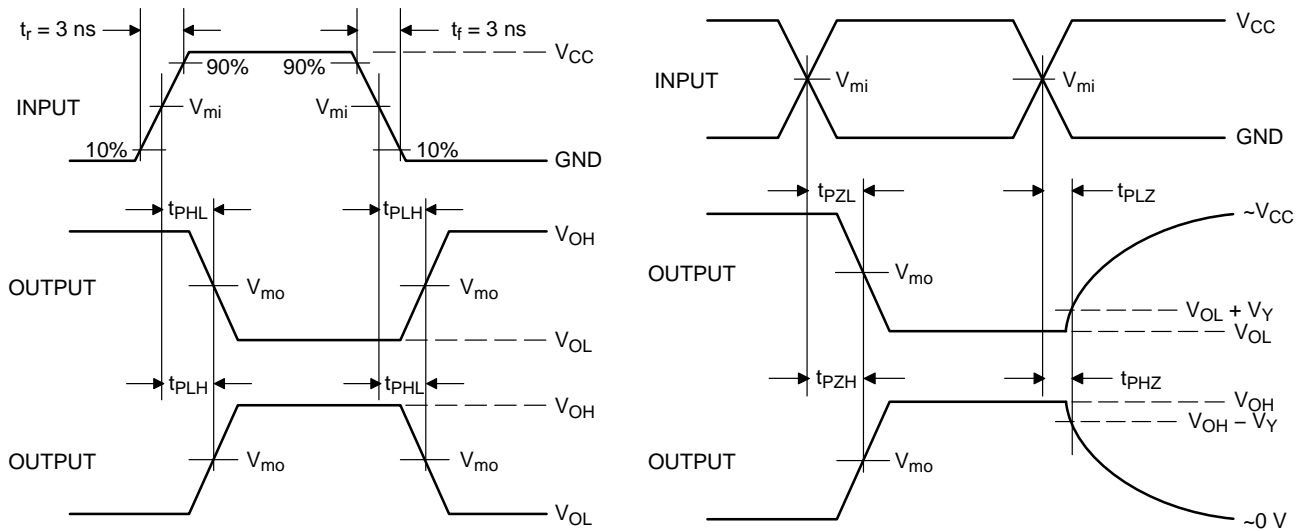 t_r = 3 ns
t_f = 3 ns
V_CC
90%
90%
INPUT
V_mi
V_mi
10%
10%
GND
t_PHL
t_PLH
V_OH
OUTPUT
V_mo
V_mo
V_OL
t_PLH
t_PHL
V_OH
OUTPUT
V_mo
V_mo
V_OL
V_CC
INPUT
V_mi
V_mi
GND
t_PZL
t_PLZ
~V_CC
OUTPUT
V_mo
V_OL + V_Y
V_OL
t_PZH
t_PHZ
V_OH
V_OH – V_Y
OUTPUT
V_mo
~0 V